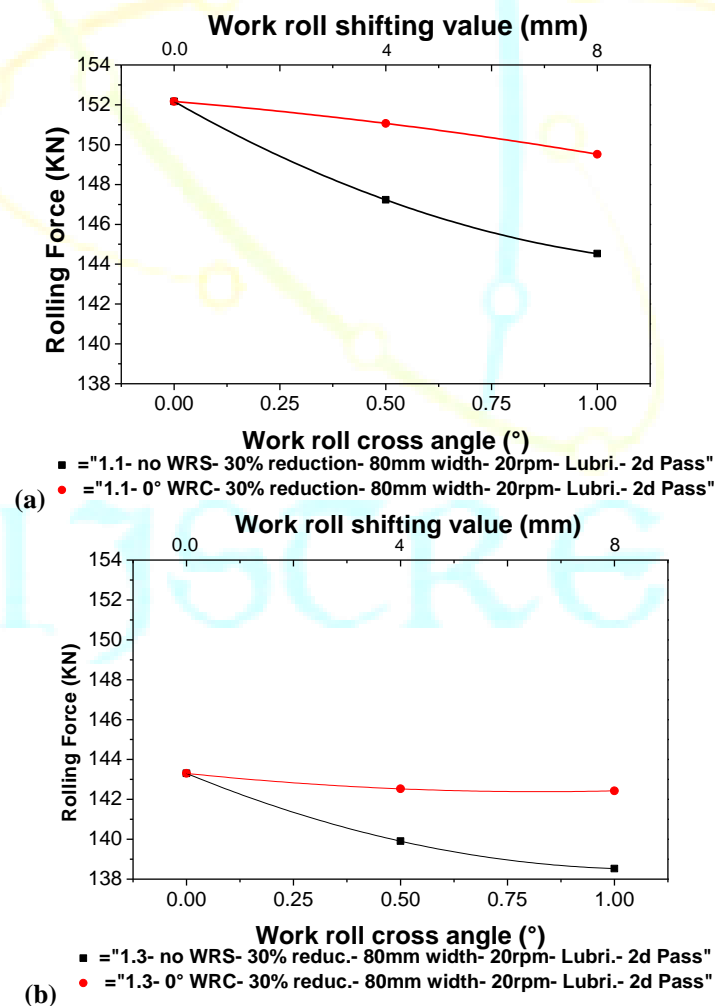 Work roll shifting value (mm)
0.0 4 8
154
152
150
148
146
144
142
140
138
Rolling Force (KN)
0.00 0.25 0.50 0.75 1.00
Work roll cross angle (°)
="1.1- no WRS- 30% reduction- 80mm width- 20rpm- Lubri.- 2d Pass"
="1.1- 0° WRC- 30% reduction- 80mm width- 20rpm- Lubri.- 2d Pass"
(a)
Work roll shifting value (mm)
0.0 4 8
154
152
150
148
146
144
142
140
138
Rolling Force (KN)
IJSCRE
0.00 0.25 0.50 0.75 1.00
Work roll cross angle (°)
="1.3- no WRS- 30% reduc.- 80mm width- 20rpm- Lubri.- 2d Pass"
="1.3- 0° WRC- 30% reduc.- 80mm width- 20rpm- Lubri.- 2d Pass"
(b)